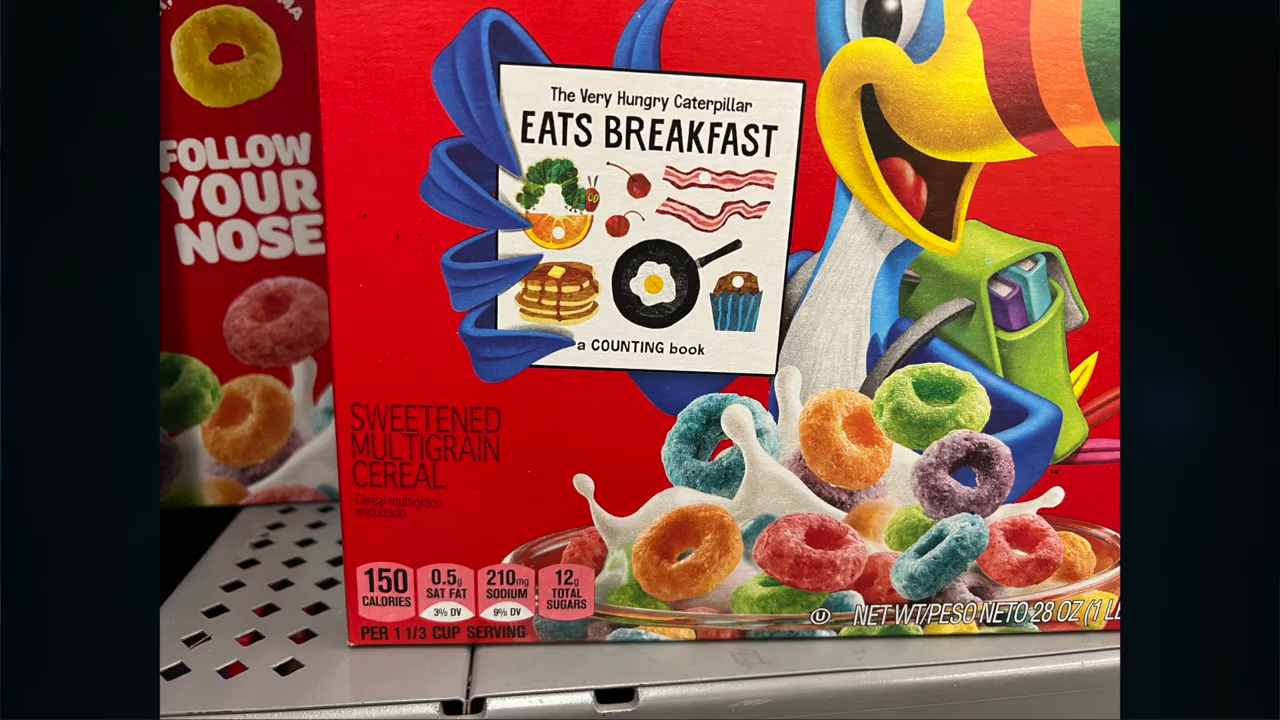 FOLLOW
YOUR
NOSE
The Very Hungry Caterpillar
EATS BREAKFAST
a COUNTING book
SWEETENED
MULTIGRAIN
CEREAL
Cereal multigrano
endulzado
150
CALORIES
0.5g
SAT FAT
3% DV
210mg
SODIUM
9% DV
12g
TOTAL
SUGARS
PER 1 1/3 CUP SERVING
TM
U
NET WT/PESO NETO 28 OZ (1 L